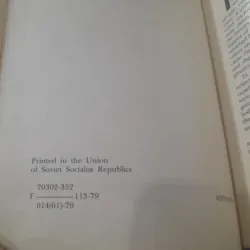 Printed in the Union
of Soviet Socialist Republics
70302-352
Г 113-79
014(01)-79